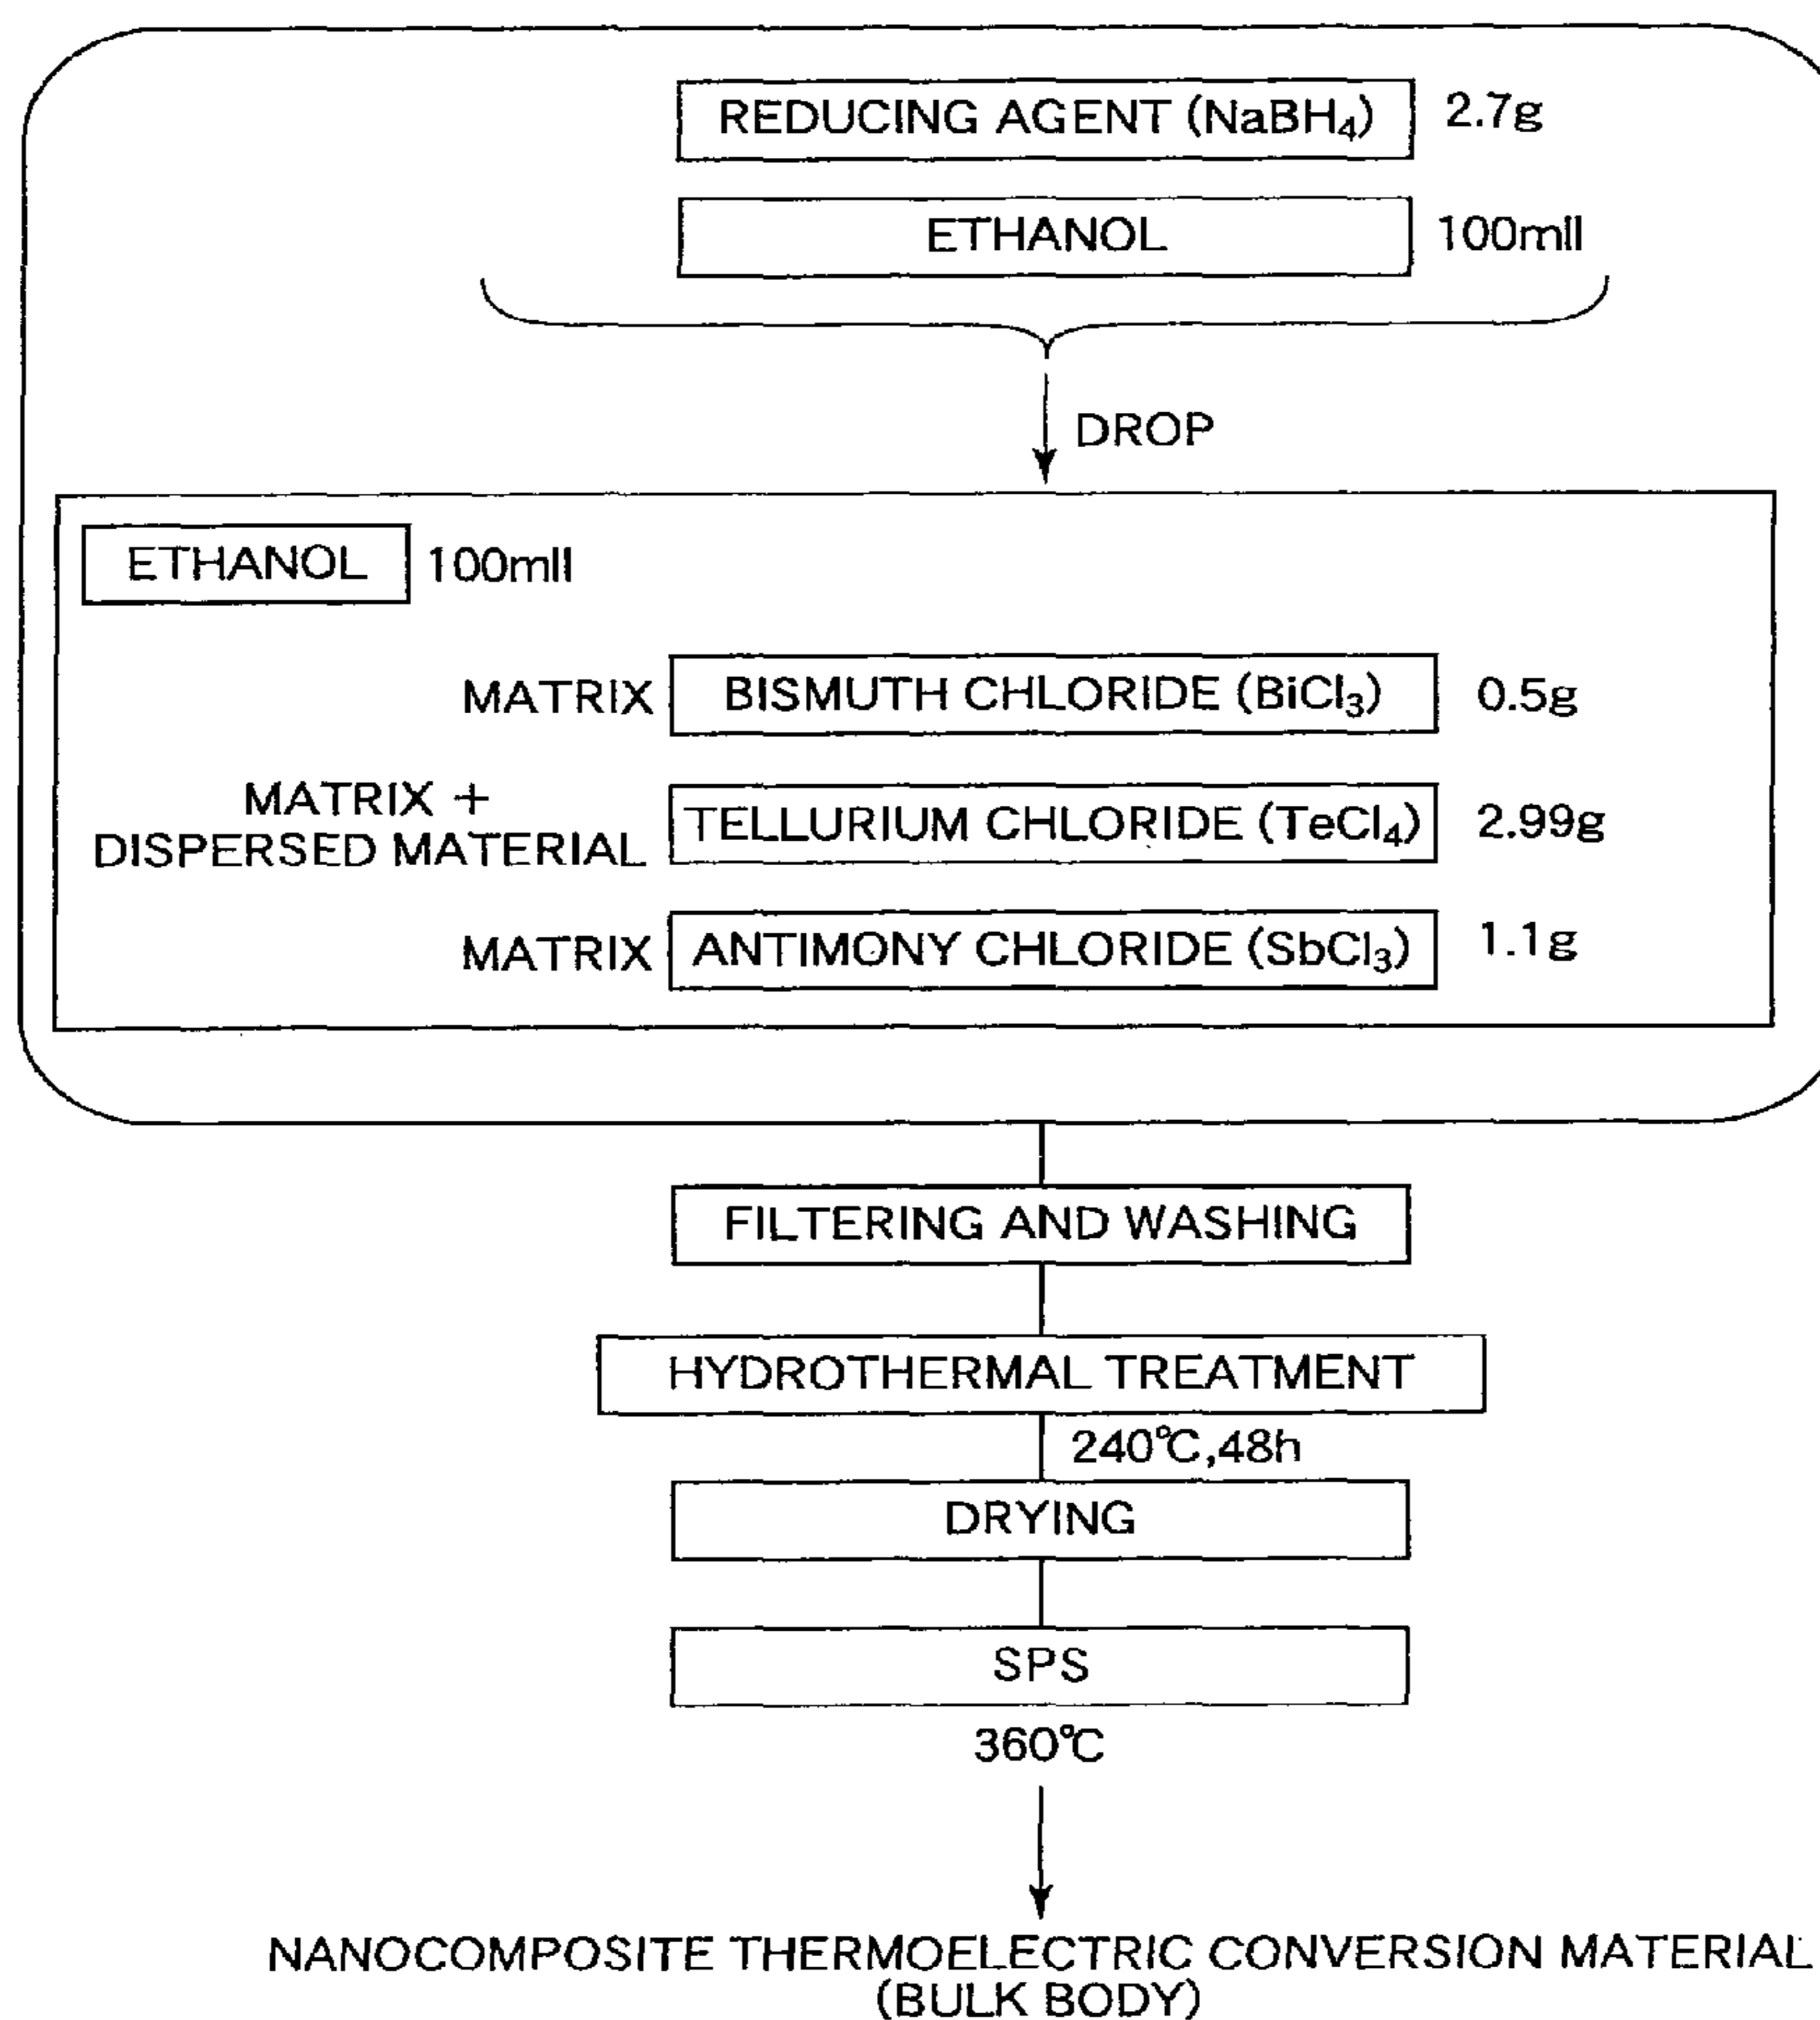 REDUCING AGENT (NaBH₄) 2.7g
ETHANOL 100mll
DROP
ETHANOL 100mll
MATRIX BISMUTH CHLORIDE (BiCl₃) 0.5g
MATRIX +
DISPERSED MATERIAL TELLURIUM CHLORIDE (TeCl₄) 2.99g
MATRIX ANTIMONY CHLORIDE (SbCl₃) 1.1g
FILTERING AND WASHING
HYDROTHERMAL TREATMENT
240℃,48h
DRYING
SPS
360℃
NANOCOMPOSITE THERMOELECTRIC CONVERSION MATERIAL
(BULK BODY)